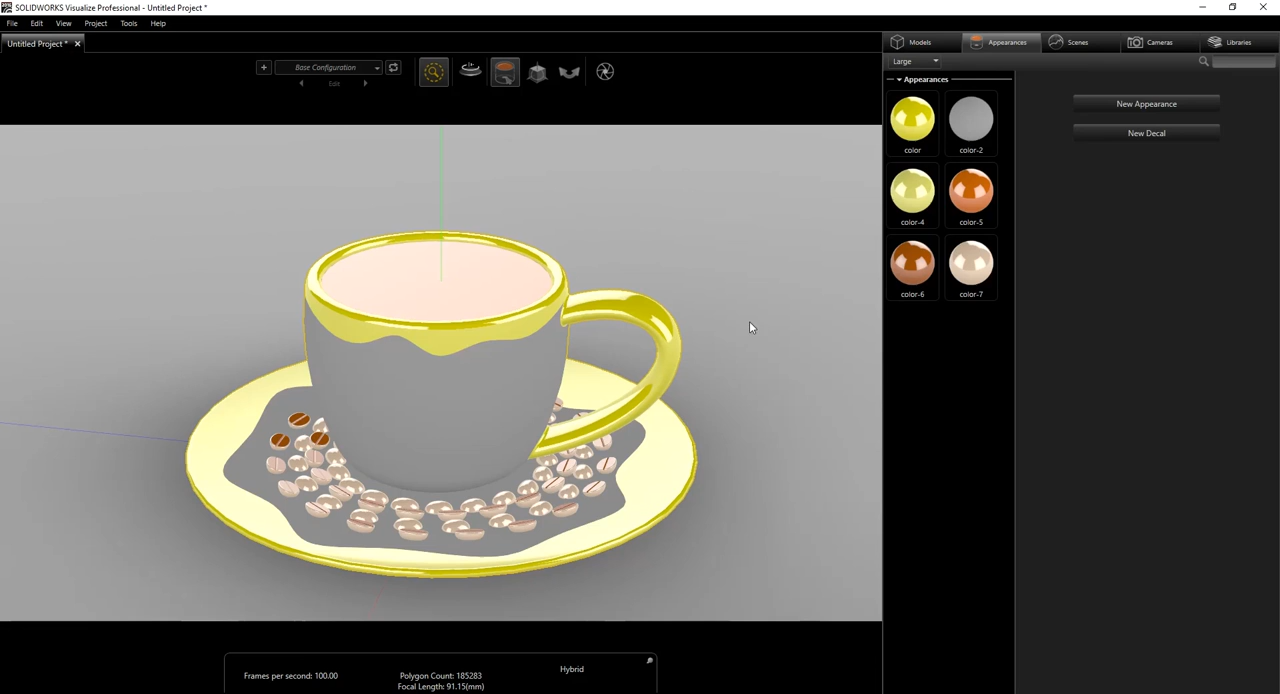 SOLIDWORKS Visualize Professional - Untitled Project *
File Edit View Project Tools Help
Untitled Project *
Base Configuration
Edit
Models Appearances Scenes Cameras Libraries
Large
Appearances
color color-2
color-4 color-5
color-6 color-7
New Appearance
New Decal
Frames per second: 100.00
Polygon Count: 185283
Focal Length: 91.15(mm)
Hybrid